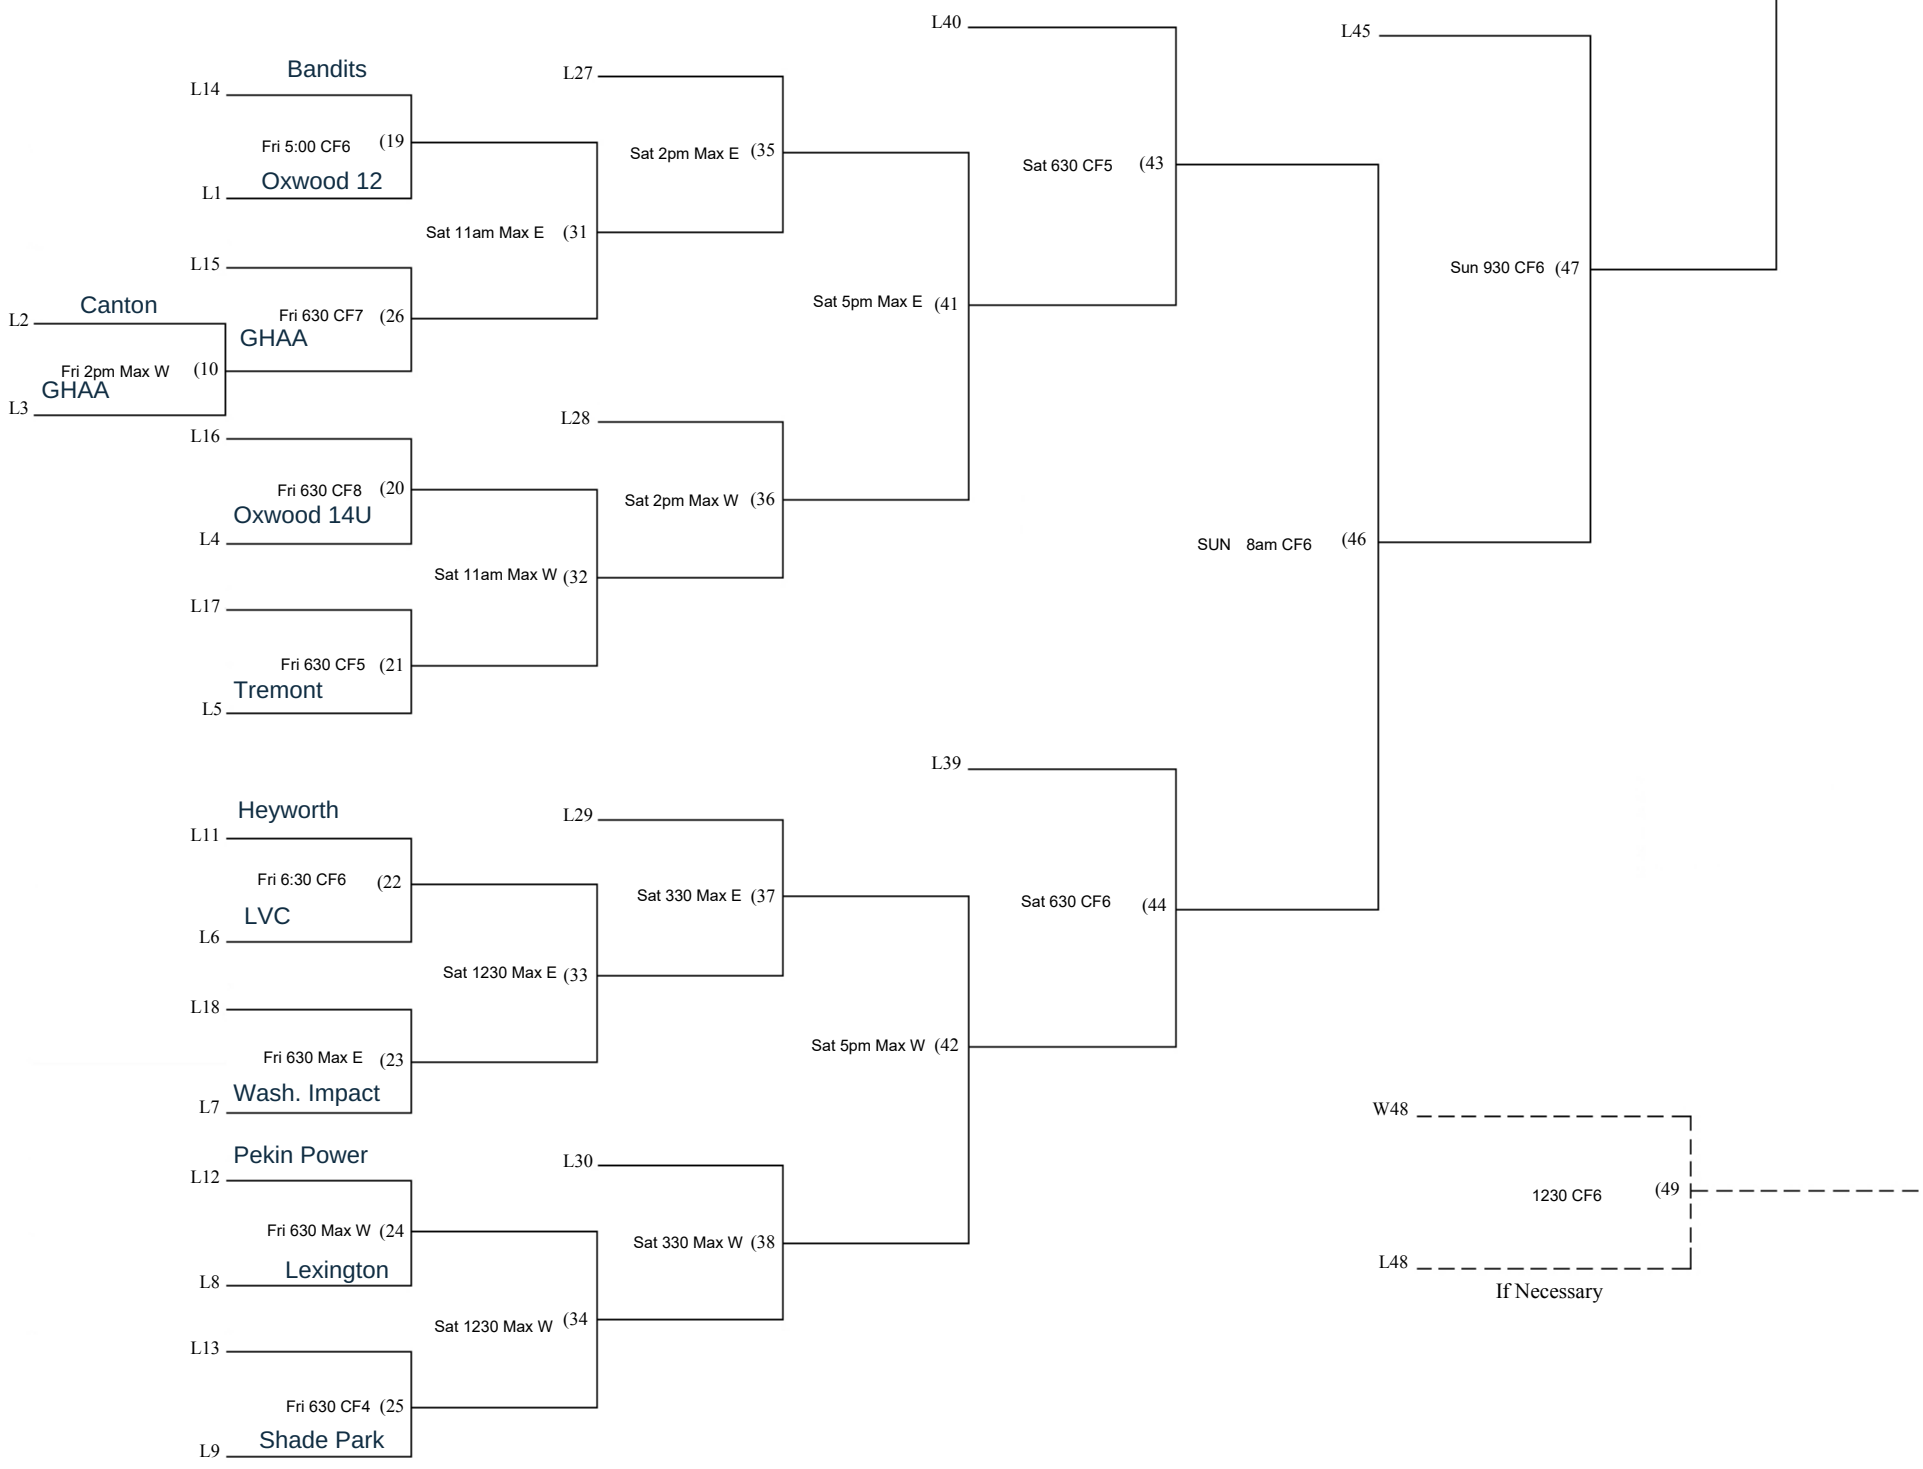 L40
L45
Bandits
L27
L14
Fri 5:00 CF6 (19
Sat 2pm Max E (35
Sat 630 CF5 (43
Oxwood 12
L1
Sat 11am Max E (31
L15
Sun 930 CF6 (47
Canton
Sat 5pm Max E (41
L2
Fri 630 CF7 (26
GHAA
Fri 2pm Max W (10
GHAA
L3
L28
L16
Fri 630 CF8 (20
Sat 2pm Max W (36
Oxwood 14U
L4
SUN 8am CF6 (46
Sat 11am Max W (32
L17
Fri 630 CF5 (21
Tremont
L5
L39
Heyworth
L29
L11
Fri 6:30 CF6 (22
Sat 330 Max E (37
Sat 630 CF6 (44
LVC
L6
Sat 1230 Max E (33
L18
Sat 5pm Max W (42
Fri 630 Max E (23
Wash. Impact
L7
W48
Pekin Power
L30
L12
1230 CF6 (49
Fri 630 Max W (24
Sat 330 Max W (38
Lexington
L8
L48
If Necessary
Sat 1230 Max W (34
L13
Fri 630 CF4 (25
Shade Park
L9